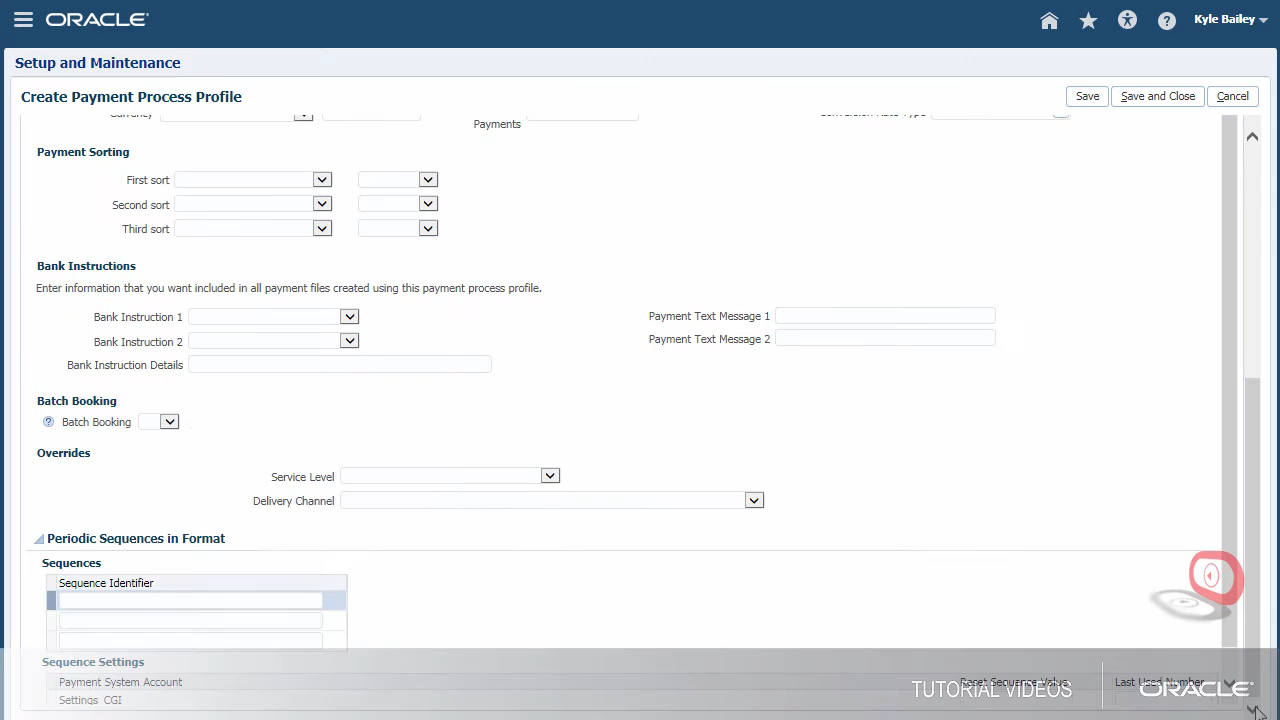 ORACLE
Kyle Bailey
Setup and Maintenance
Create Payment Process Profile
Save
Save and Close
Cancel
Currency
Payments
Conversion Rate Type
Payment Sorting
First sort
Second sort
Third sort
Bank Instructions
Enter information that you want included in all payment files created using this payment process profile.
Bank Instruction 1
Payment Text Message 1
Bank Instruction 2
Payment Text Message 2
Bank Instruction Details
Batch Booking
Batch Booking
Overrides
Service Level
Delivery Channel
Periodic Sequences in Format
Sequences
Sequence Identifier
Sequence Settings
Payment System Account
Reset Sequence Value
Last Used Number
Settings CGI
TUTORIAL VIDEOS
ORACLE